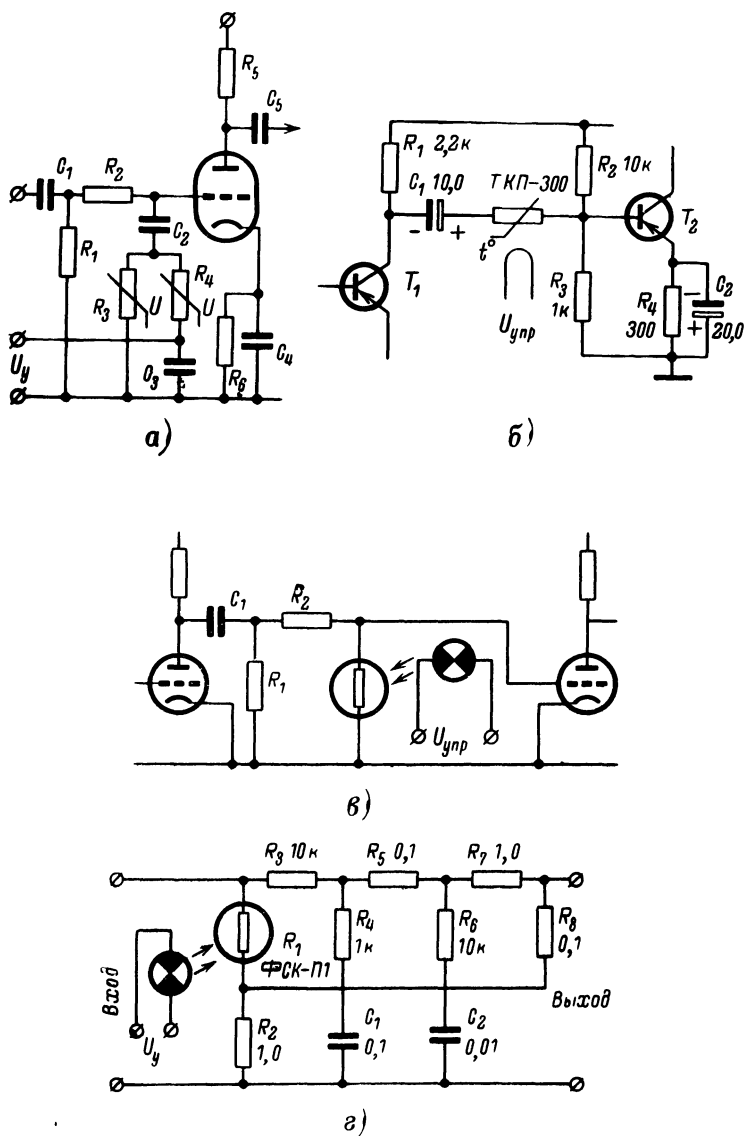 R5
C5
C1
R2
C2
R1
R3
U
R4
U
Uу
C3
R6
C4
а)
R1 2,2к
C1 10,0
ТКП-300
R2 10к
T2
- +
t°
T1
R3
1к
Uупр
R4
300
-
+
C2
20,0
б)
C1
R2
R1
Uупр
в)
R3 10к
R5 0,1
R7 1,0
R4
1к
R6
10к
R8
0,1
R1
ФСК-П1
Вход
Uу
R2
1,0
C1
0,1
C2
0,01
Выход
г)